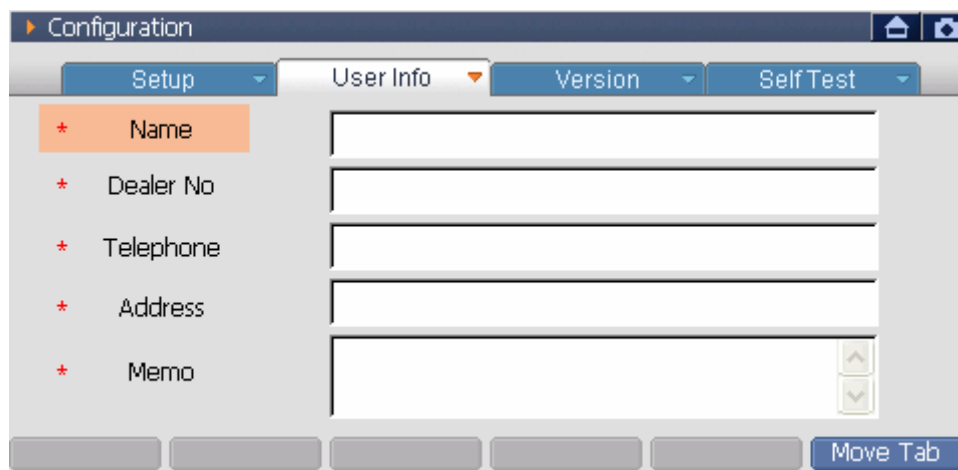 Configuration
Setup User Info Version Self Test
* Name
* Dealer No
* Telephone
* Address
* Memo
Move Tab